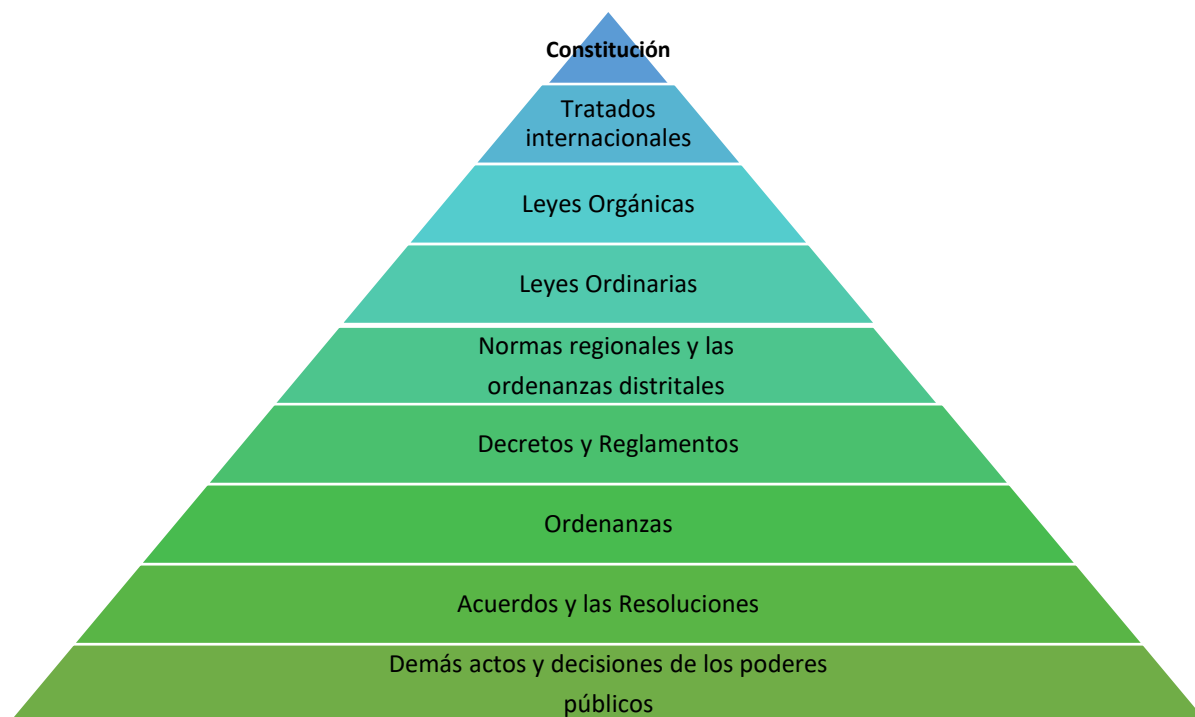 Constitución
Tratados
internacionales
Leyes Orgánicas
Leyes Ordinarias
Normas regionales y las
ordenanzas distritales
Decretos y Reglamentos
Ordenanzas
Acuerdos y las Resoluciones
Demás actos y decisiones de los poderes
públicos